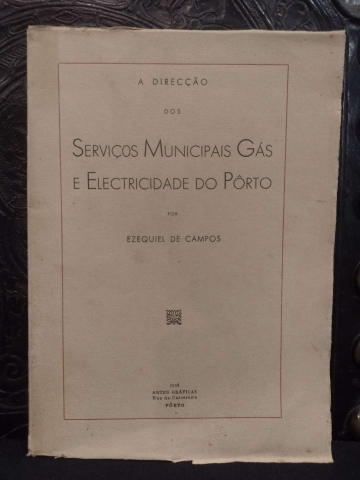 A DIRECÇÃO
DOS
SERVIÇOS MUNICIPAIS GÁS
E ELECTRICIDADE DO PÔRTO
POR
EZEQUIEL DE CAMPOS
ARTES GRÁFICAS
PÔRTO